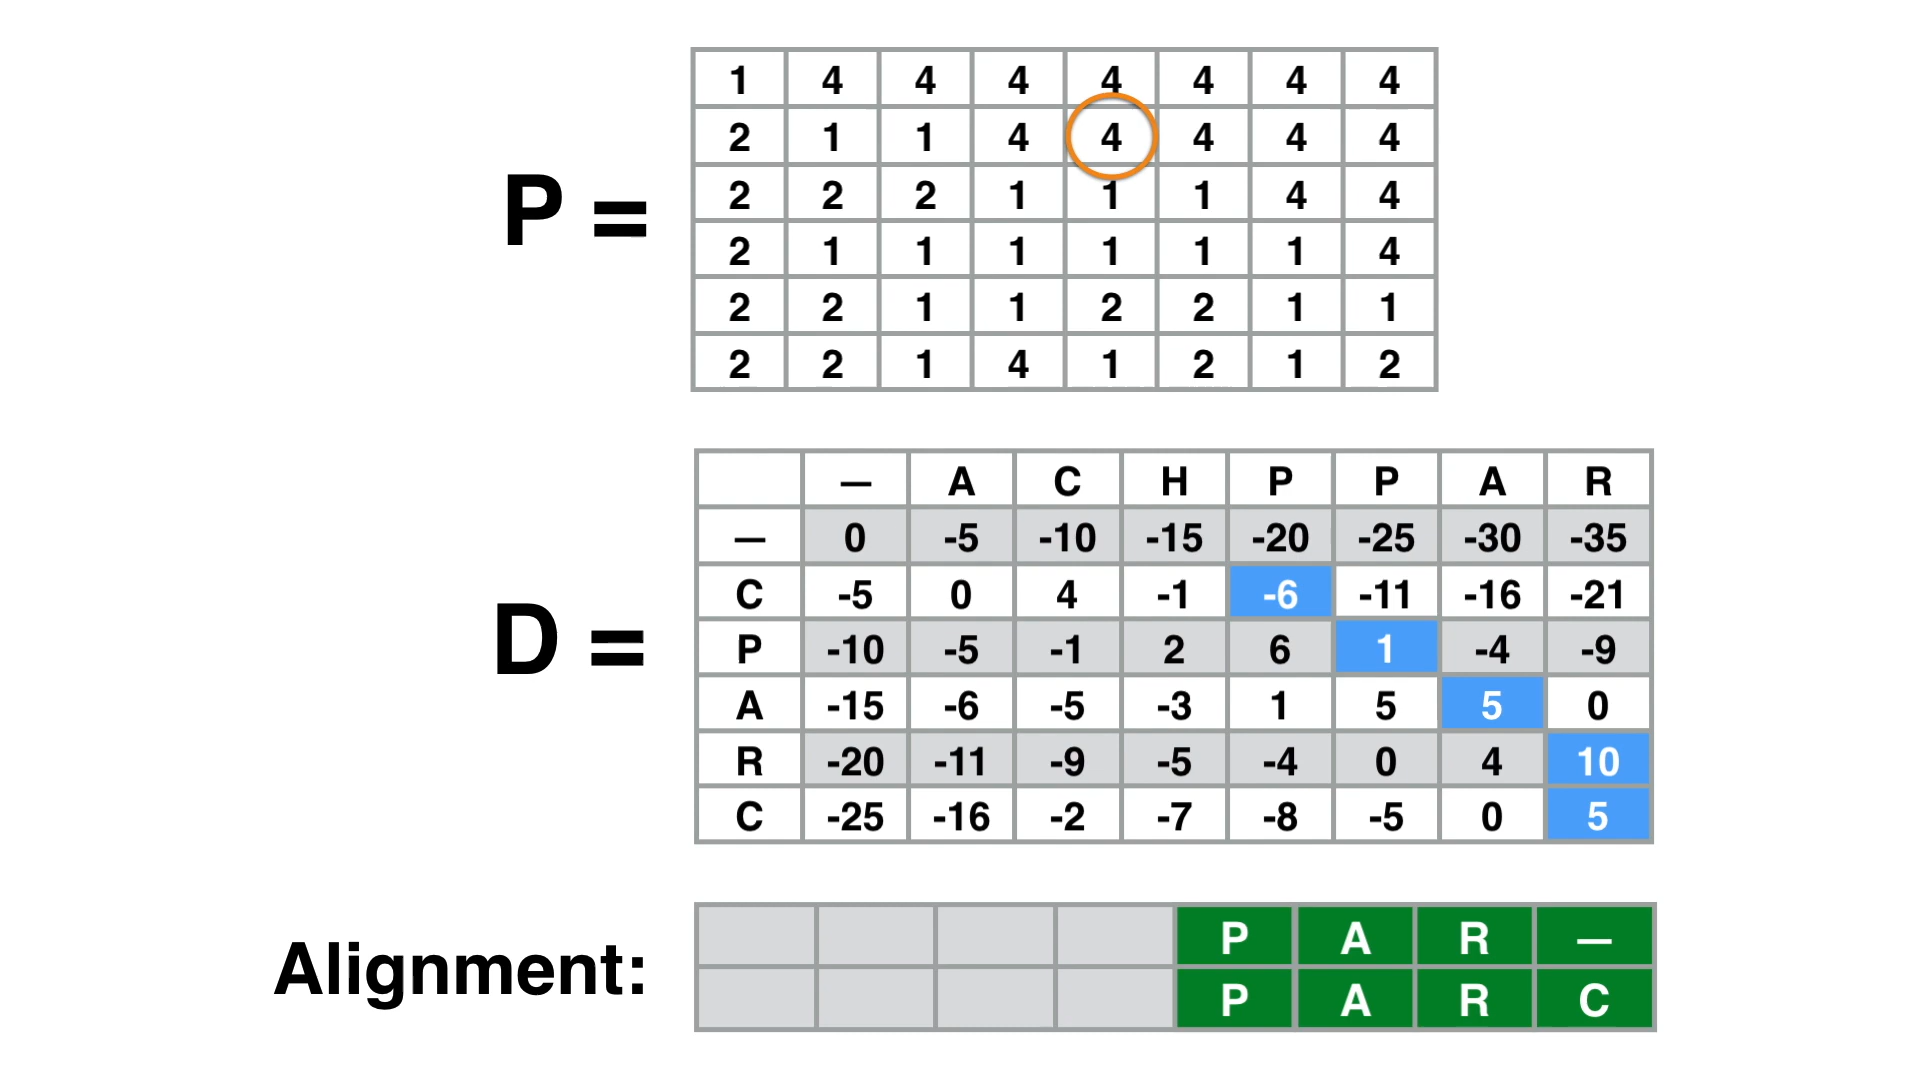 P =
1 4 4 4 4 4 4 4
2 1 1 4 4 4 4 4
2 2 2 1 1 1 4 4
2 1 1 1 1 1 1 4
2 2 1 1 2 2 1 1
2 2 1 4 1 2 1 2
D =
— A C H P P A R
— 0 -5 -10 -15 -20 -25 -30 -35
C -5 0 4 -1 -6 -11 -16 -21
P -10 -5 -1 2 6 1 -4 -9
A -15 -6 -5 -3 1 5 5 0
R -20 -11 -9 -5 -4 0 4 10
C -25 -16 -2 -7 -8 -5 0 5
Alignment:
P A R —
P A R C